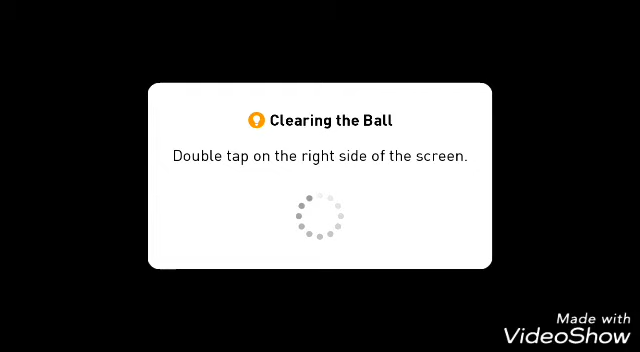 Clearing the Ball
Double tap on the right side of the screen.
Made with
VideoShow